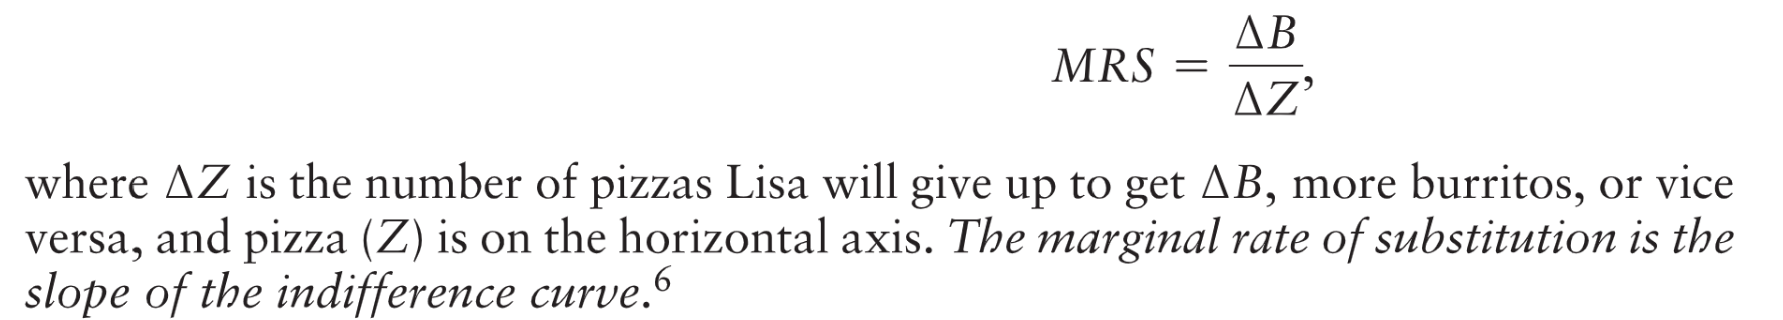 MRS = ΔB / ΔZ,
where ΔZ is the number of pizzas Lisa will give up to get ΔB, more burritos, or vice
versa, and pizza (Z) is on the horizontal axis. The marginal rate of substitution is the
slope of the indifference curve.⁶